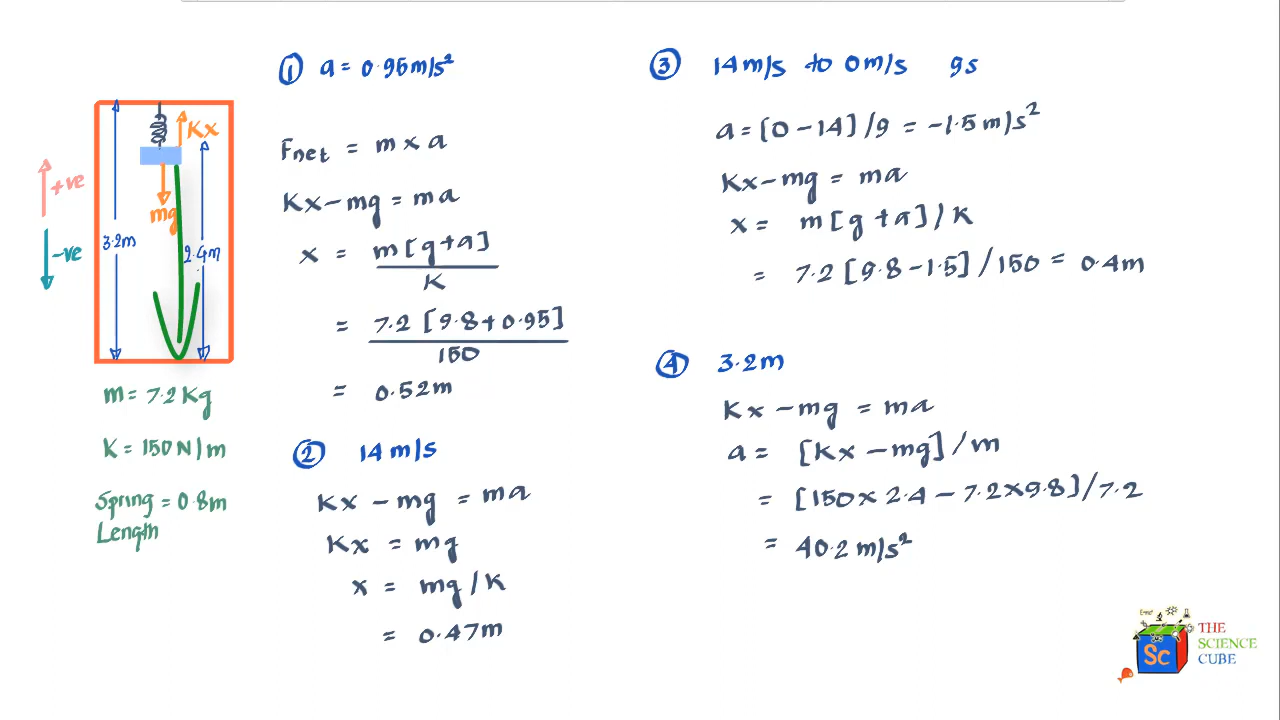 Kx
+ve
mg
3.2m
2.4m
-ve
m = 7.2 Kg
K = 150 N/m
Spring = 0.8m
Length
① a = 0.95 m/s²
Fnet = m × a
Kx - mg = ma
x = m[g+a]
K
= 7.2 [9.8 + 0.95]
150
= 0.52m
② 14 m/s
Kx - mg = ma
Kx = mg
x = mg/K
= 0.47m
③ 14 m/s to 0 m/s 9s
a = [0 - 14] / 9 = -1.5 m/s²
Kx - mg = ma
x = m[g + a] / K
= 7.2 [9.8 - 1.5] / 150 = 0.4m
④ 3.2m
Kx - mg = ma
a = [Kx - mg] / m
= [150 × 2.4 - 7.2 × 9.8] / 7.2
= 40.2 m/s²
Sc
THE
SCIENCE
CUBE